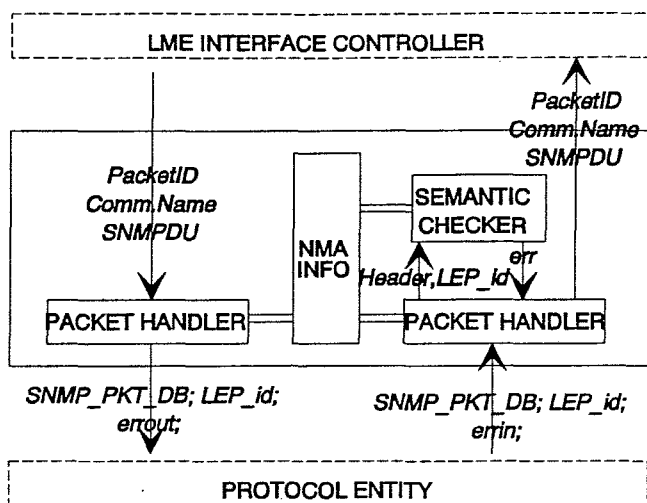 LME INTERFACE CONTROLLER
PacketID
Comm.Name
SNMPDU
PacketID
Comm.Name
SNMPDU
NMA
INFO
SEMANTIC
CHECKER
Header,LEP_id
err
PACKET HANDLER
PACKET HANDLER
SNMP_PKT_DB; LEP_id;
errout;
SNMP_PKT_DB; LEP_id;
errin;
PROTOCOL ENTITY